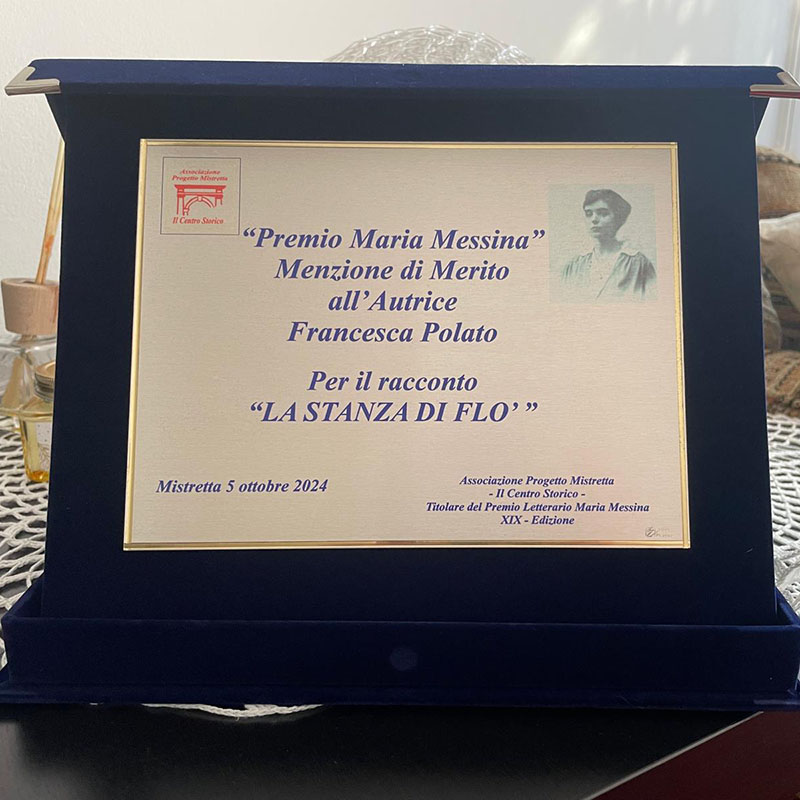 Associazione
Progetto Mistretta
Il Centro Storico
“Premio Maria Messina”
Menzione di Merito
all’Autrice
Francesca Polato
Per il racconto
“LA STANZA DI FLO’ ”
Mistretta 5 ottobre 2024
Associazione Progetto Mistretta
- Il Centro Storico -
Titolare del Premio Letterario Maria Messina
XIX - Edizione